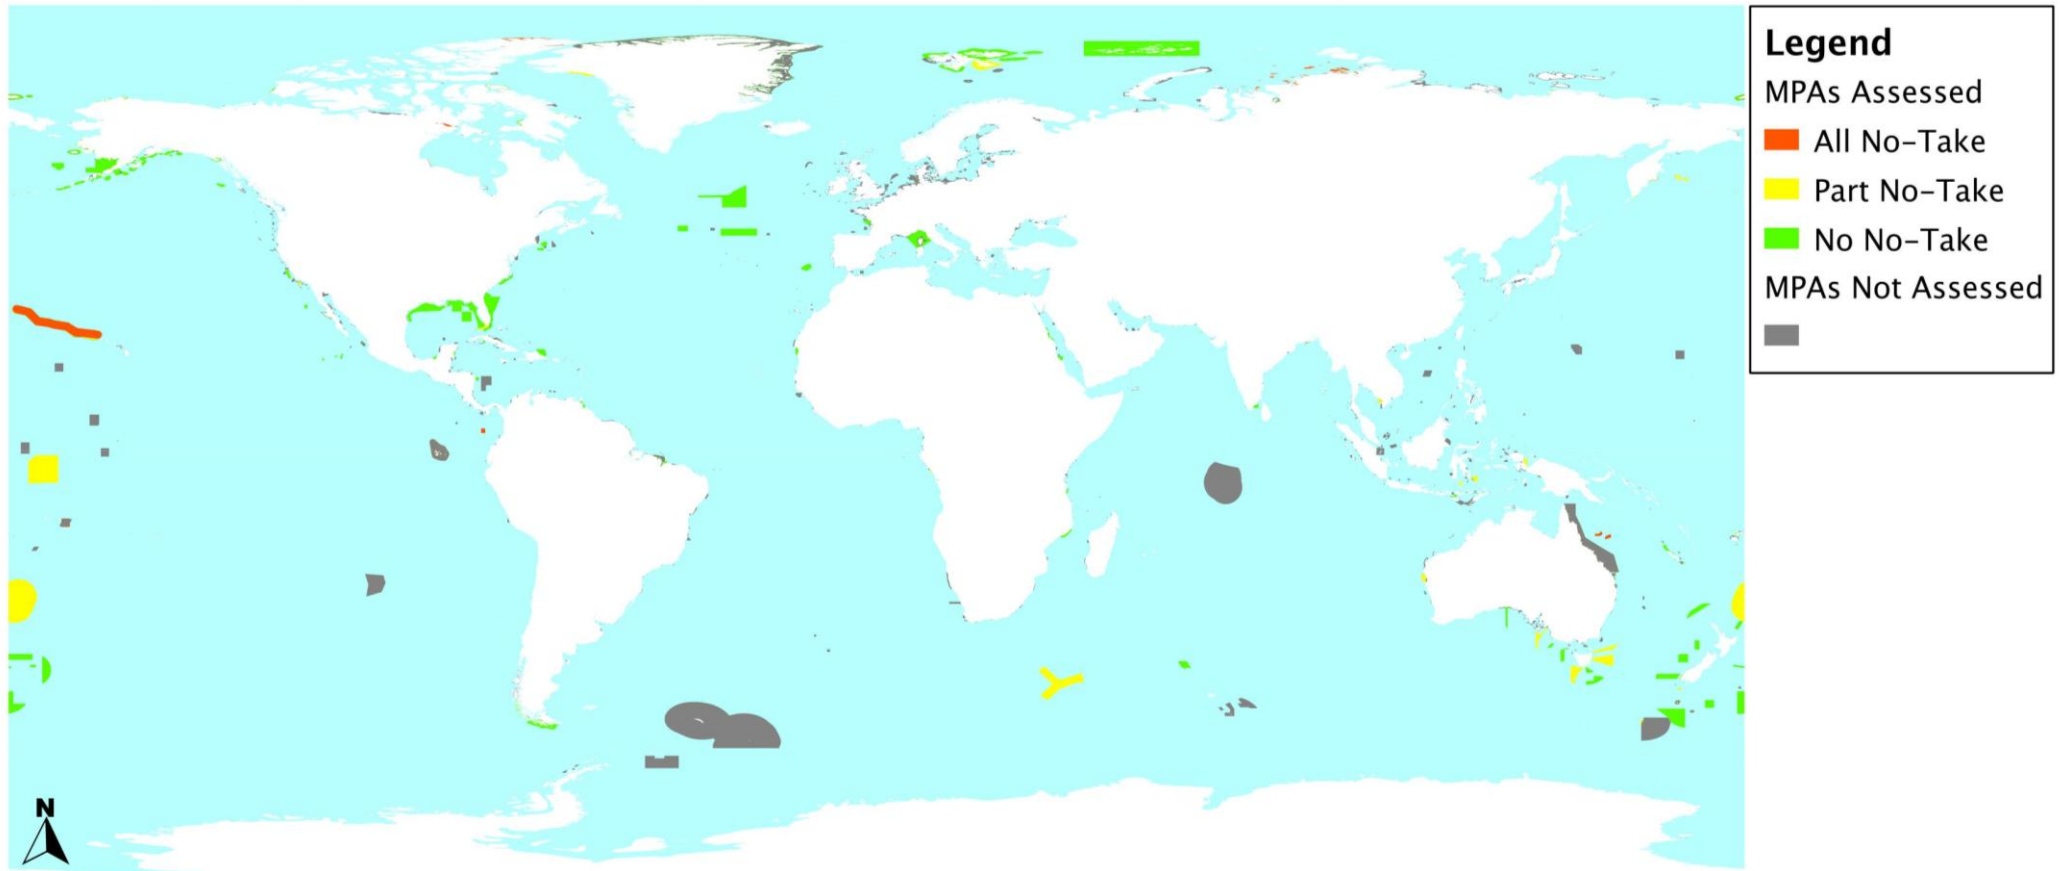 Legend
MPAs Assessed
All No-Take
Part No-Take
No No-Take
MPAs Not Assessed
N